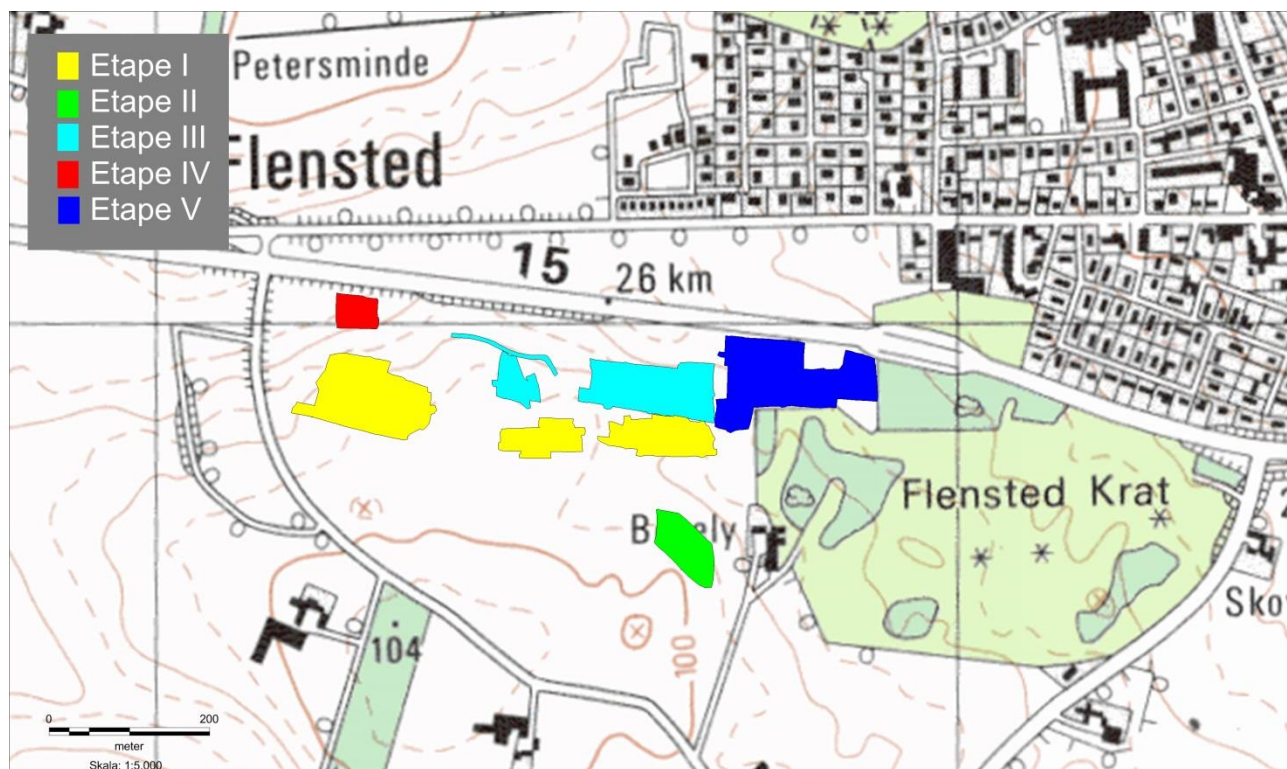 Etape I
Etape II
Etape III
Etape IV
Etape V
Petersminde
Flensted
15
26 km
Flensted Krat
104
100
0
200
meter
Skala: 1:5.000